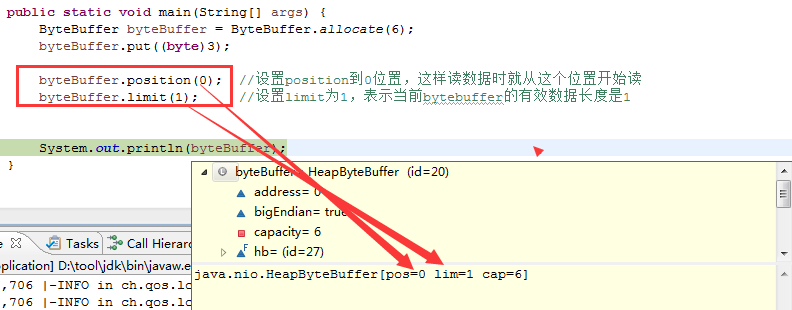 public static void main(String[] args) {
ByteBuffer byteBuffer = ByteBuffer.allocate(6);
byteBuffer.put((byte)3);
byteBuffer.position(0); //设置position到0位置，这样读数据时就从这个位置开始读
byteBuffer.limit(1); //设置limit为1，表示当前bytebuffer的有效数据长度是1
System.out.println(byteBuffer);
}
byteBuffer= HeapByteBuffer (id=20)
address= 0
bigEndian= true
capacity= 6
hb= (id=27)
java.nio.HeapByteBuffer[pos=0 lim=1 cap=6]
Tasks Call Hierarc
plication] D:\tool\jdk\bin\javaw.e
,706 |-INFO in ch.qos.lo
,706 |-INFO in ch.qos.lo